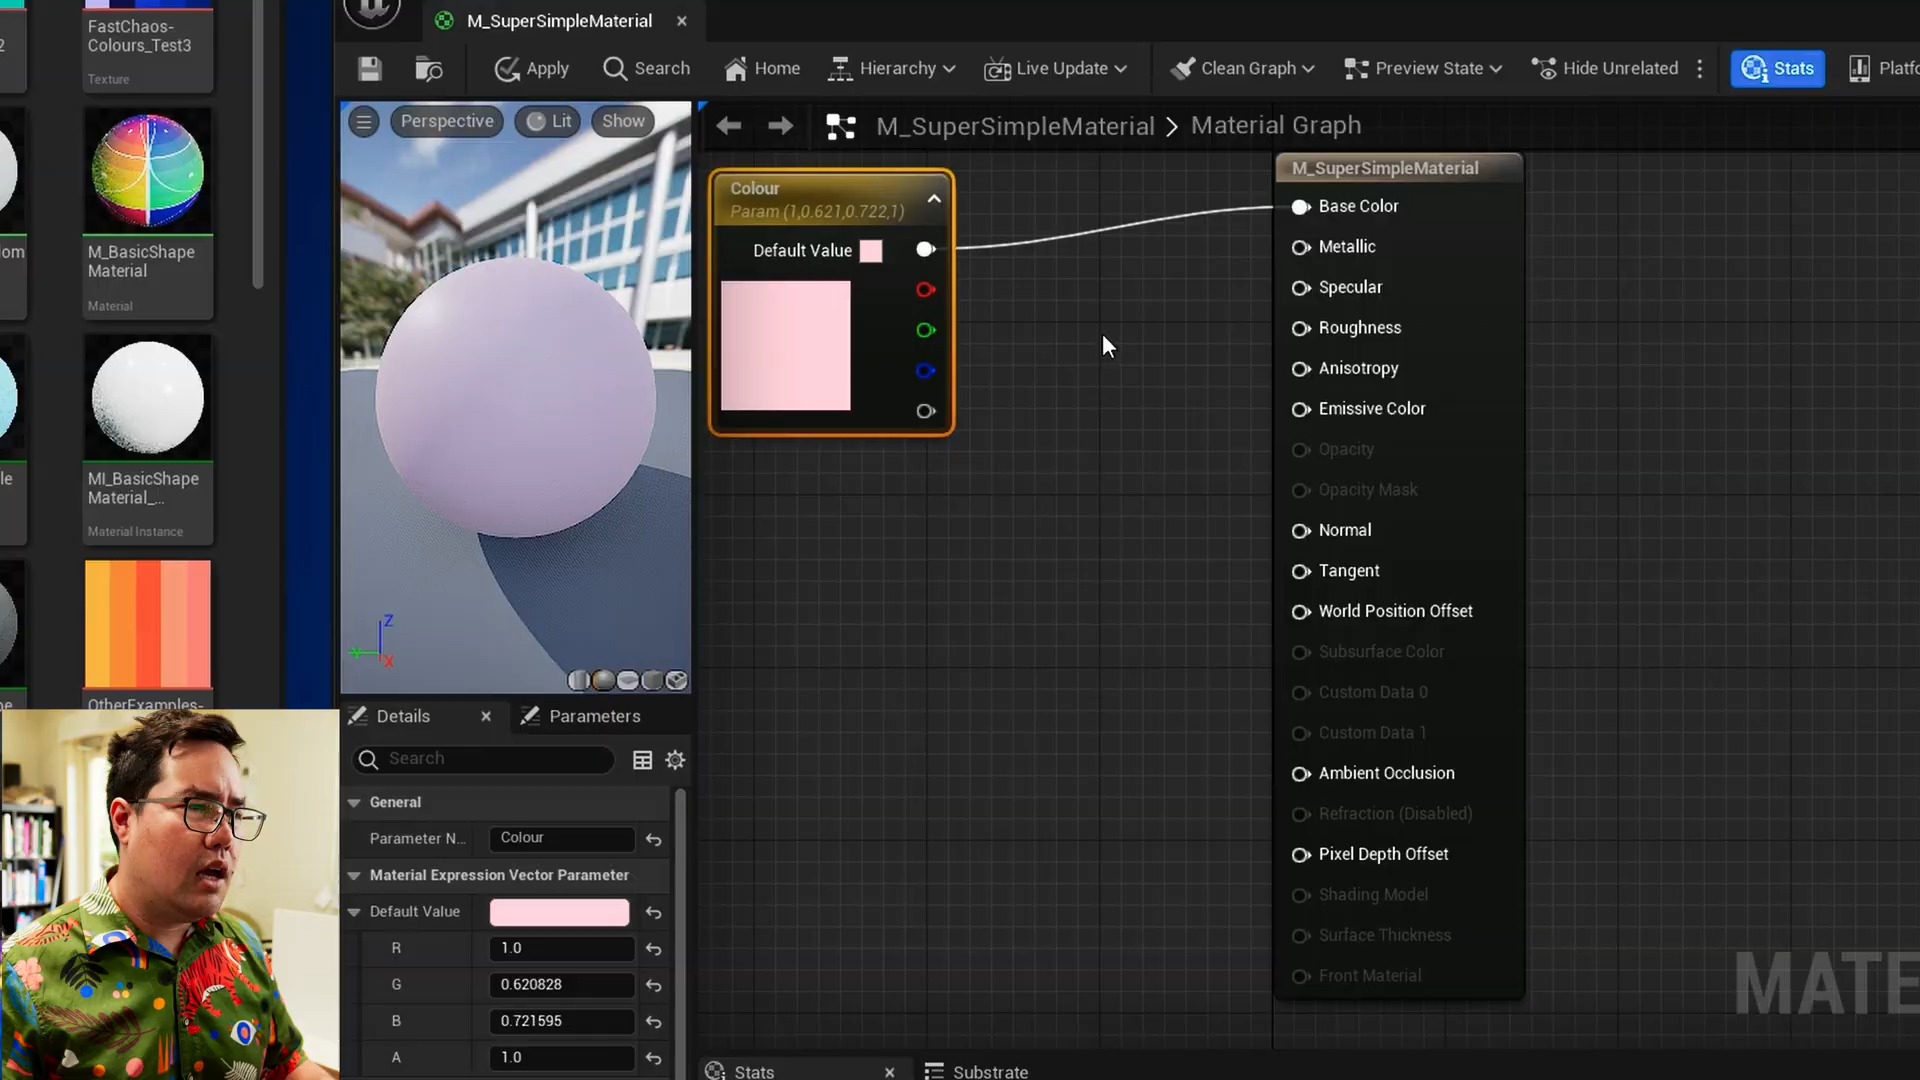 FastChaos-
Colours_Test3
2
Texture
M_BasicShape
Material
om
Material
MI_BasicShape
Material_...
le
Material Instance
OtherExamples-
M_SuperSimpleMaterial
Apply
Search
Home
Hierarchy
Live Update
Clean Graph
Preview State
Hide Unrelated
Stats
Platfo
Perspective
Lit
Show
M_SuperSimpleMaterial > Material Graph
Colour
Param (1,0.621,0.722,1)
Default Value
M_SuperSimpleMaterial
Base Color
Metallic
Specular
Roughness
Anisotropy
Emissive Color
Opacity
Opacity Mask
Normal
Tangent
World Position Offset
Subsurface Color
Custom Data 0
Custom Data 1
Ambient Occlusion
Refraction (Disabled)
Pixel Depth Offset
Shading Model
Surface Thickness
Front Material
MATE
Z
Y
X
Details
Parameters
Search
General
Parameter N...
Colour
Material Expression Vector Parameter
Default Value
R
1.0
G
0.620828
B
0.721595
A
1.0
Stats
Substrate